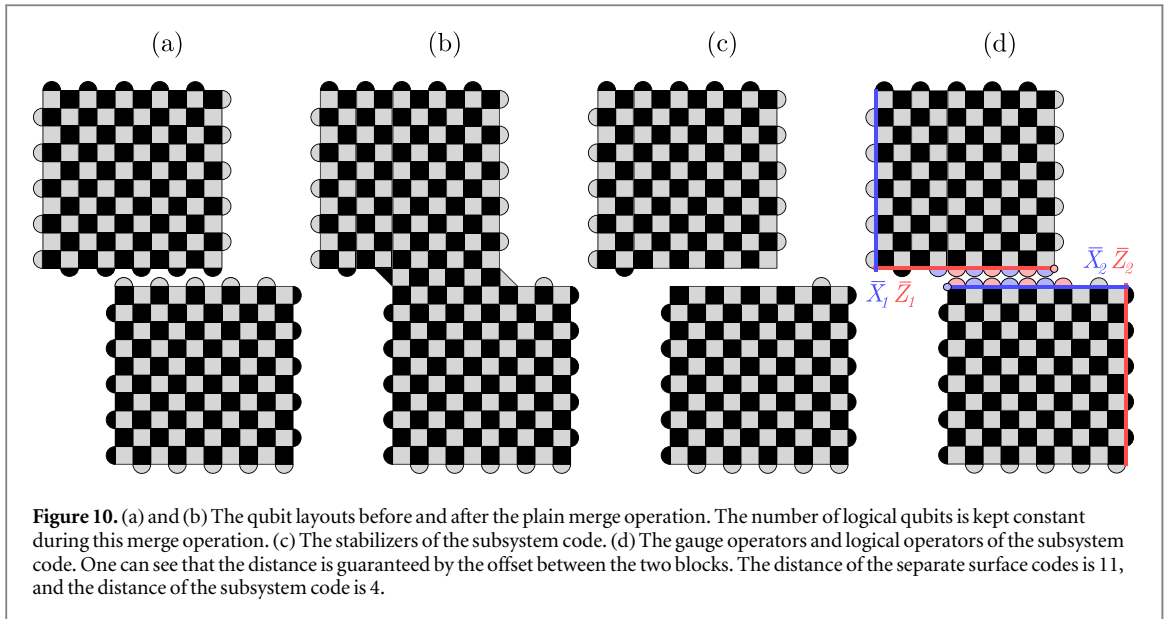 (a) (b) (c) (d)
X̅₂ Z̅₂
X̅₁ Z̅₁
Figure 10. (a) and (b) The qubit layouts before and after the plain merge operation. The number of logical qubits is kept constant
during this merge operation. (c) The stabilizers of the subsystem code. (d) The gauge operators and logical operators of the subsystem
code. One can see that the distance is guaranteed by the offset between the two blocks. The distance of the separate surface codes is 11,
and the distance of the subsystem code is 4.